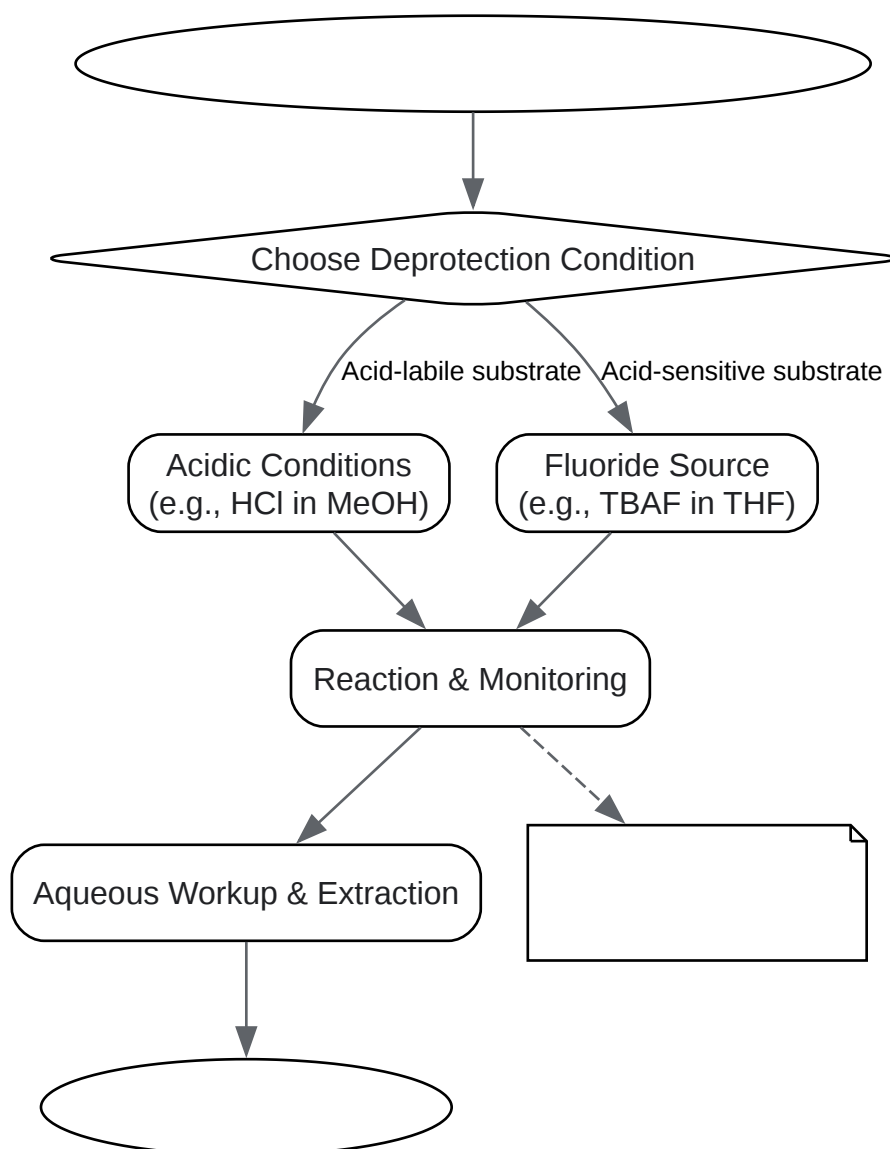 Choose Deprotection Condition
Acid-labile substrate
Acid-sensitive substrate
Acidic Conditions
(e.g., HCl in MeOH)
Fluoride Source
(e.g., TBAF in THF)
Reaction & Monitoring
Aqueous Workup & Extraction